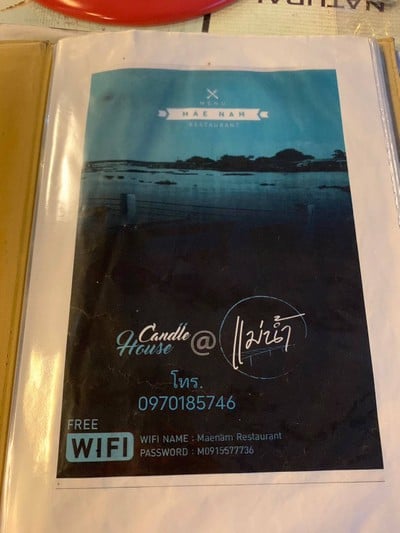 NATURAL
MENU
MAE NAM
RESTAURANT
Candle
House @ แม่น้ำ
โทร.
0970185746
FREE
WIFI
WIFI NAME : Maenam Restaurant
PASSWORD : M0915577736